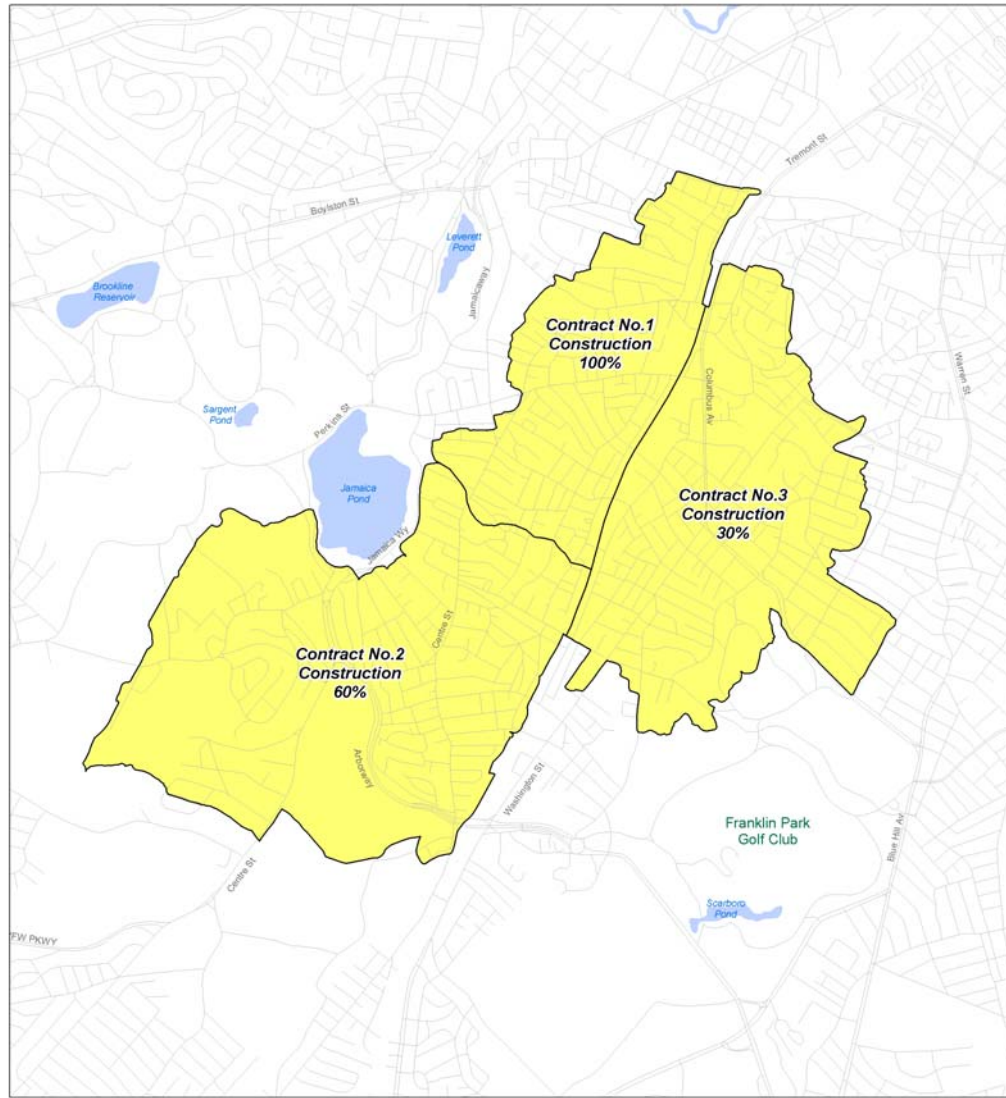 Tremont St
Boylston St
Leverett
Pond
Jamaicaway
Brookline
Reservoir
Contract No.1
Construction
100%
Columbus Av
Warren St
Sargent
Pond
Perkins St
Jamaica
Pond
Jamaica Wy
Contract No.3
Construction
30%
Centre St
Contract No.2
Construction
60%
Arborway
Washington St
Franklin Park
Golf Club
Blue Hill Av
Centre St
Scarboro
Pond
FW PKWY